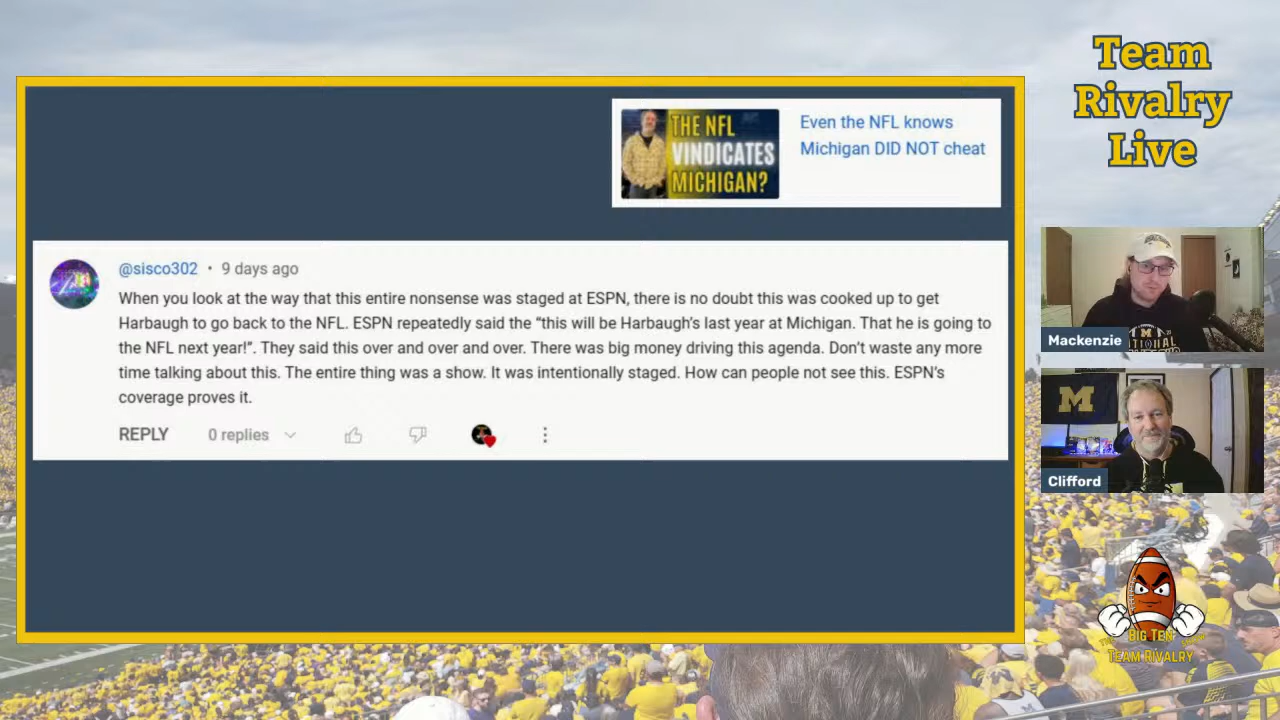 Team
Rivalry
Live
THE NFL
VINDICATES
MICHIGAN?
Even the NFL knows
Michigan DID NOT cheat
@sisco302 • 9 days ago
When you look at the way that this entire nonsense was staged at ESPN, there is no doubt this was cooked up to get
Harbaugh to go back to the NFL. ESPN repeatedly said the “this will be Harbaugh’s last year at Michigan. That he is going to
the NFL next year!”. They said this over and over and over. There was big money driving this agenda. Don’t waste any more
time talking about this. The entire thing was a show. It was intentionally staged. How can people not see this. ESPN’s
coverage proves it.
REPLY 0 replies
Mackenzie
M
Clifford
BIG TEN
TEAM RIVALRY